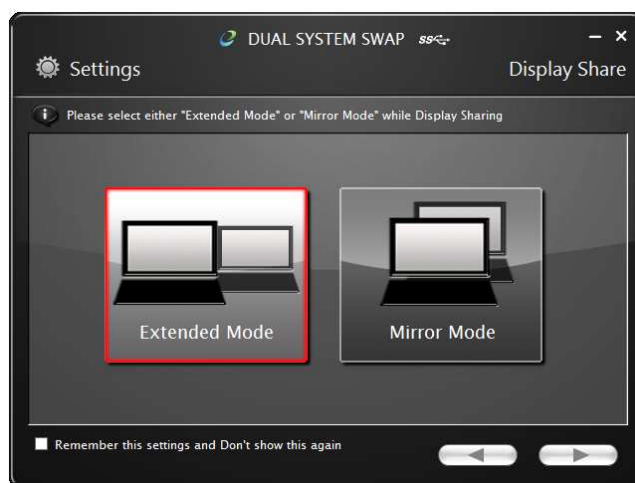 DUAL SYSTEM SWAP SS
Settings
Display Share
Please select either "Extended Mode" or "Mirror Mode" while Display Sharing
Extended Mode
Mirror Mode
Remember this settings and Don't show this again